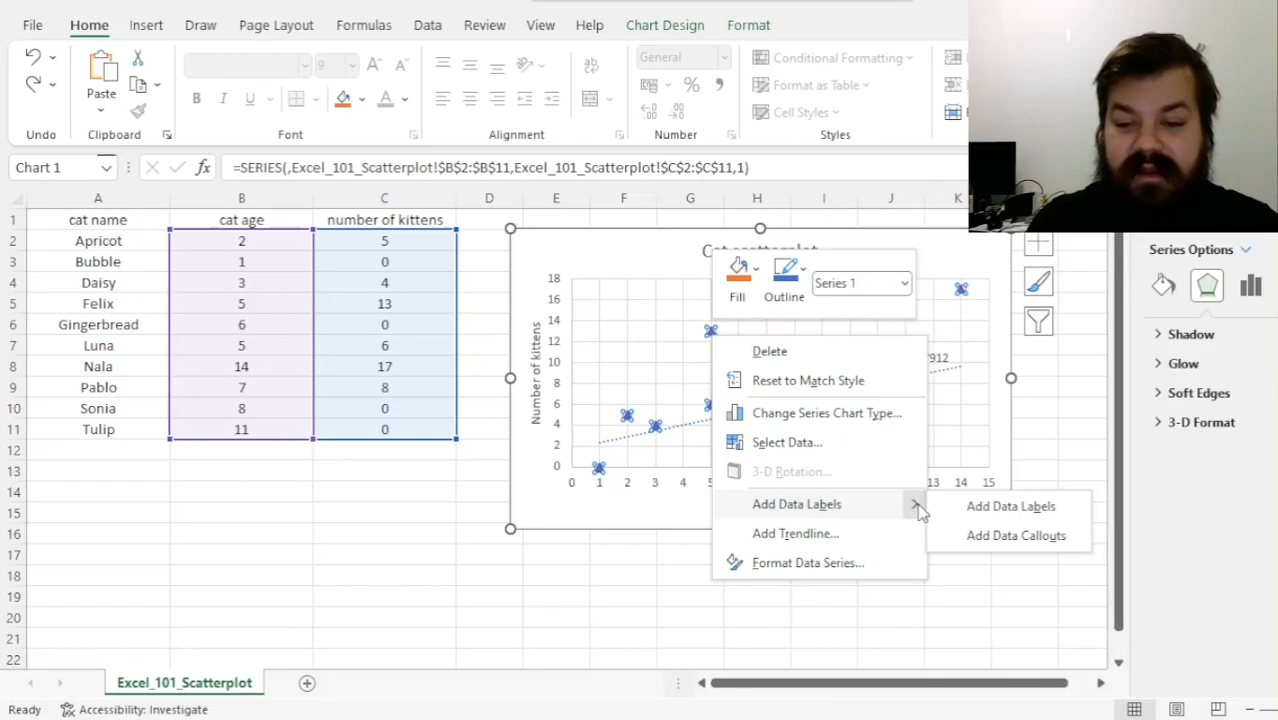 File Home Insert Draw Page Layout Formulas Data Review View Help Chart Design Format
9 General Conditional Formatting
Paste B I U A Format as Table
Cell Styles
Undo Clipboard Font Alignment Number Styles
Chart 1 fx =SERIES(,Excel_101_Scatterplot!$B$2:$B$11,Excel_101_Scatterplot!$C$2:$C$11,1)
A B C D E F G H I J K
1 cat name cat age number of kittens
2 Apricot 2 5
3 Bubble 1 0
4 Daisy 3 4
5 Felix 5 13
6 Gingerbread 6 0
7 Luna 5 6
8 Nala 14 17
9 Pablo 7 8
10 Sonia 8 0
11 Tulip 11 0
12
13
14
15
16
17
18
19
20
21
22
Cat scatterplot
Number of kittens
18
16
14
12
10
8
6
4
2
0
0 1 2 3 4 5 13 14 15
7912
Series 1
Fill Outline
Delete
Reset to Match Style
Change Series Chart Type...
Select Data...
3-D Rotation...
Add Data Labels
Add Trendline...
Format Data Series...
Add Data Labels
Add Data Callouts
Series Options
Shadow
Glow
Soft Edges
3-D Format
Excel_101_Scatterplot
Ready Accessibility: Investigate